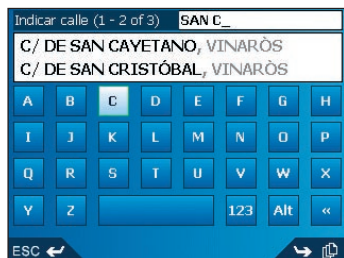 Indicar calle (1 - 2 of 3) SAN C_
C/ DE SAN CAYETANO, VINARÒS
C/ DE SAN CRISTÓBAL, VINARÒS
A B C D E F G H
I J K L M N O P
Q R S T U V W X
Y Z 123 Alt «
ESC